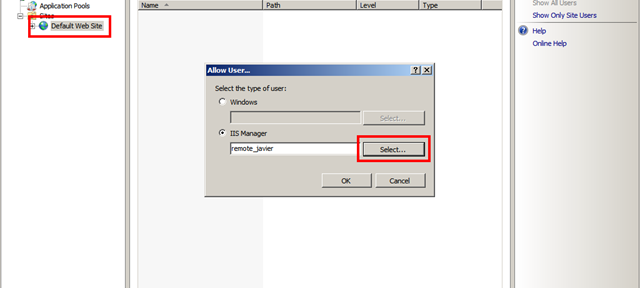 Application Pools
Sites
Default Web Site
Name
Path
Level
Type
Show All Users
Show Only Site Users
Help
Online Help
Allow User...
Select the type of user:
Windows
Select...
IIS Manager
remote_javier
Select...
OK
Cancel